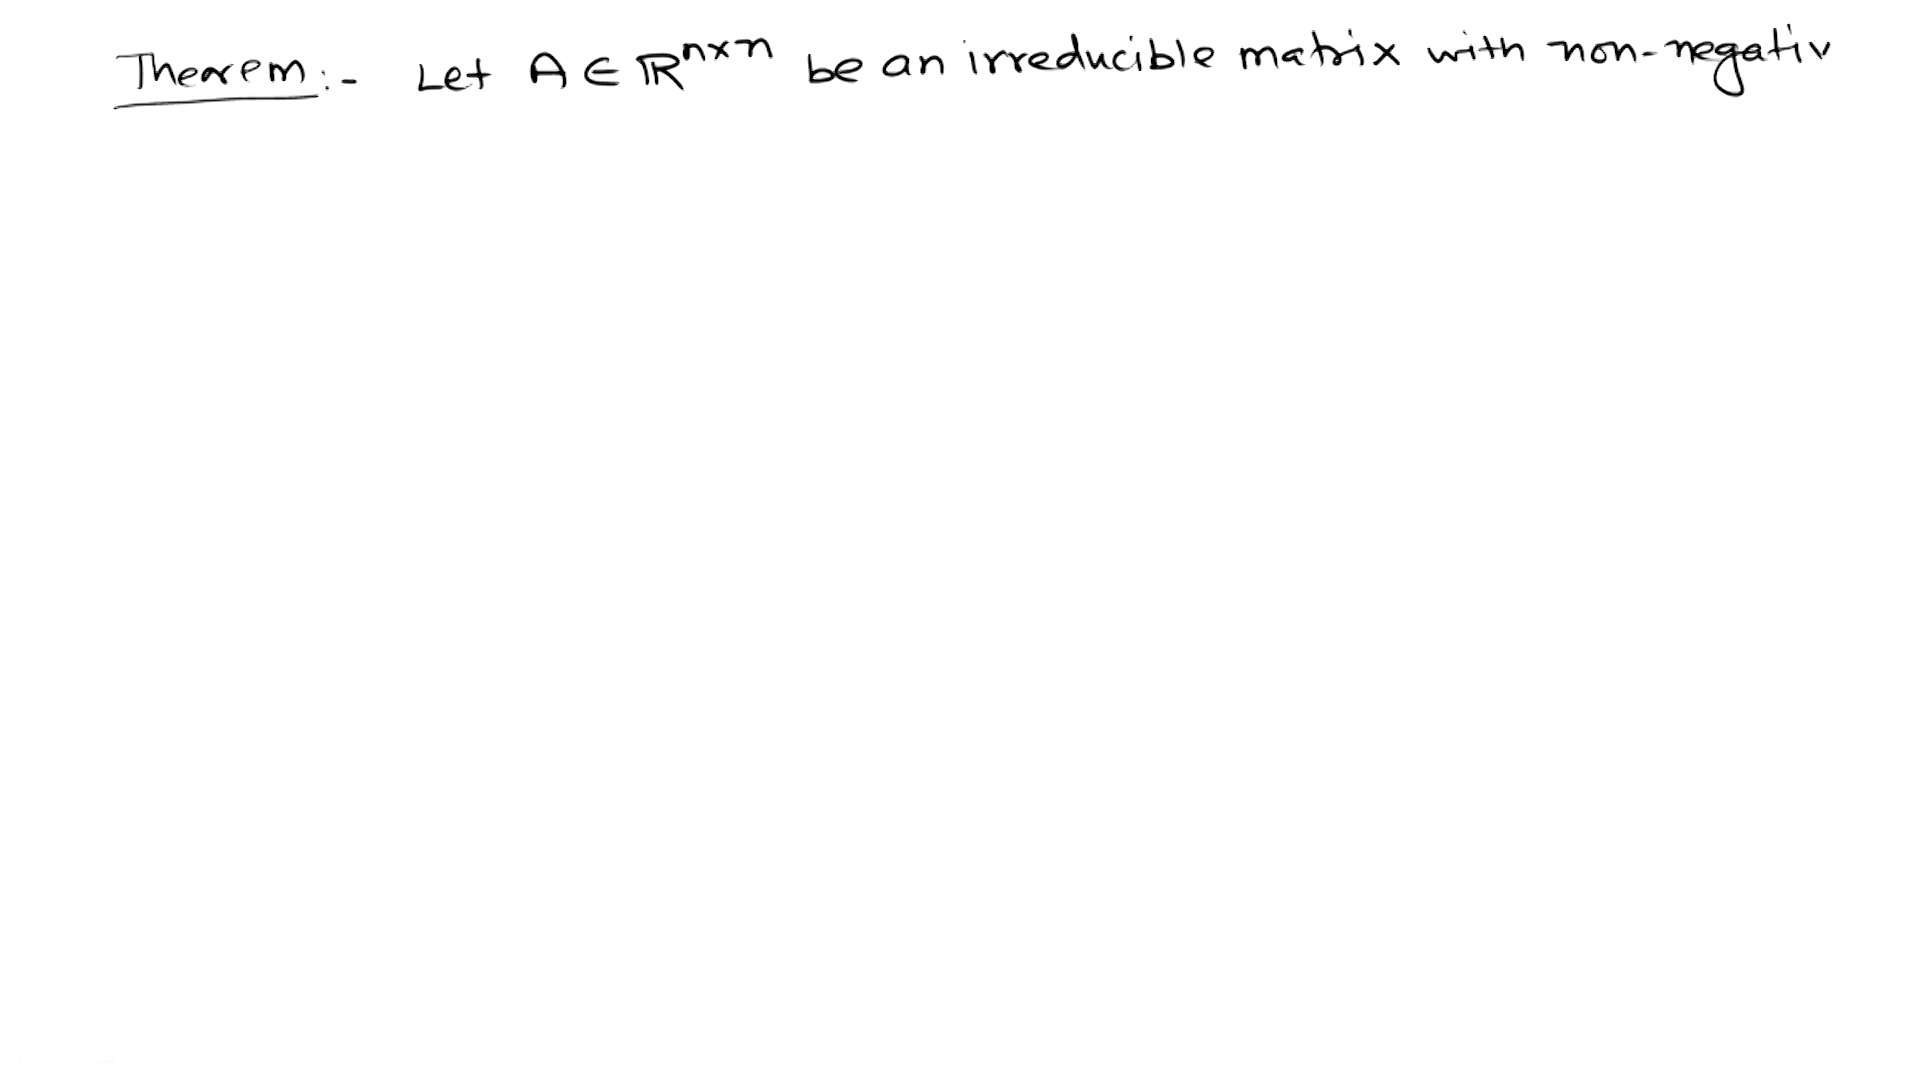 Theorem:- Let A ∈ ℝ^{n×n} be an irreducible matrix with non-negativ